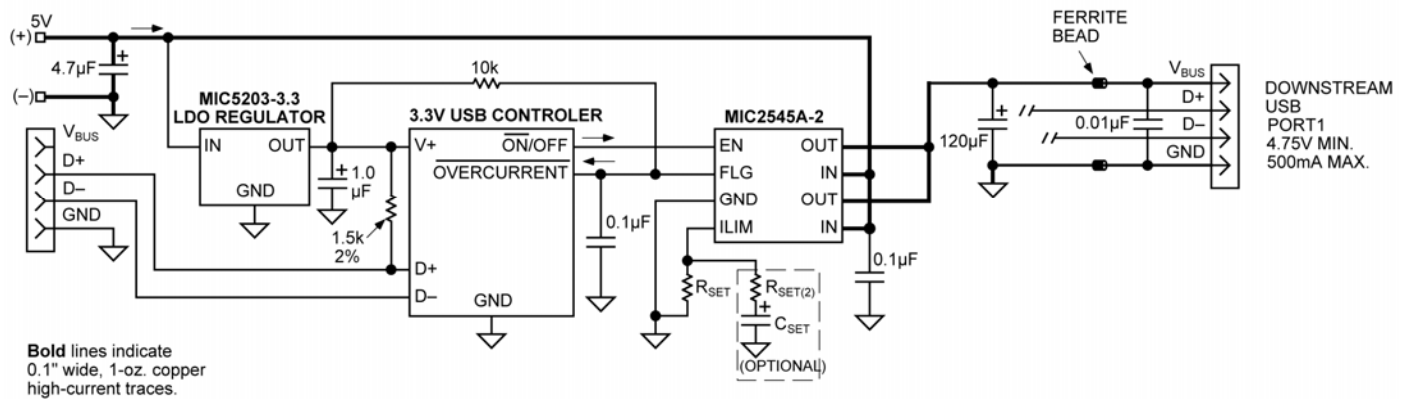 5V
(+)
4.7µF
+
(–)
MIC5203-3.3
LDO REGULATOR
IN
OUT
GND
VBUS
D+
D–
GND
+
1.0
µF
10k
1.5k
2%
3.3V USB CONTROLER
V+
ON/OFF
OVERCURRENT
D+
D–
GND
0.1µF
MIC2545A-2
EN
FLG
GND
ILIM
OUT
IN
OUT
IN
RSET
RSET(2)
+
CSET
(OPTIONAL)
0.1µF
FERRITE
BEAD
+
120µF
0.01µF
VBUS
D+
D–
GND
DOWNSTREAM
USB
PORT1
4.75V MIN.
500mA MAX.
Bold lines indicate
0.1" wide, 1-oz. copper
high-current traces.